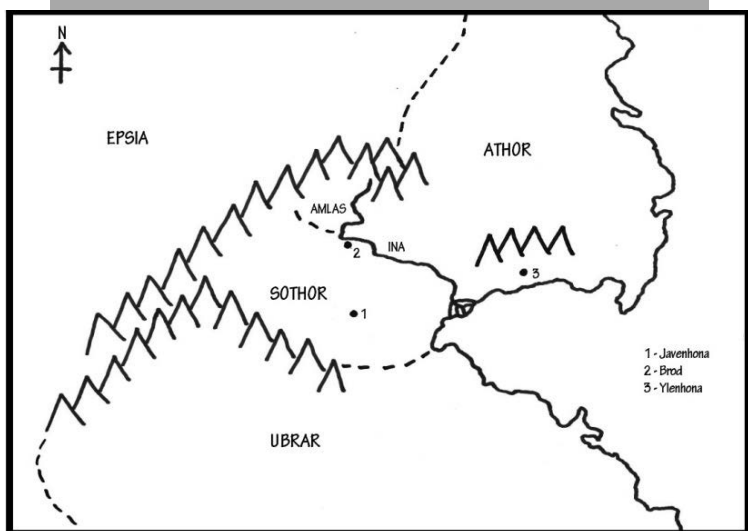 N
EPSIA
ATHOR
AMLAS
INA
2
3
SOTHOR
1
1 - Javenhona
2 - Brod
3 - Ylenhona
UBRAR